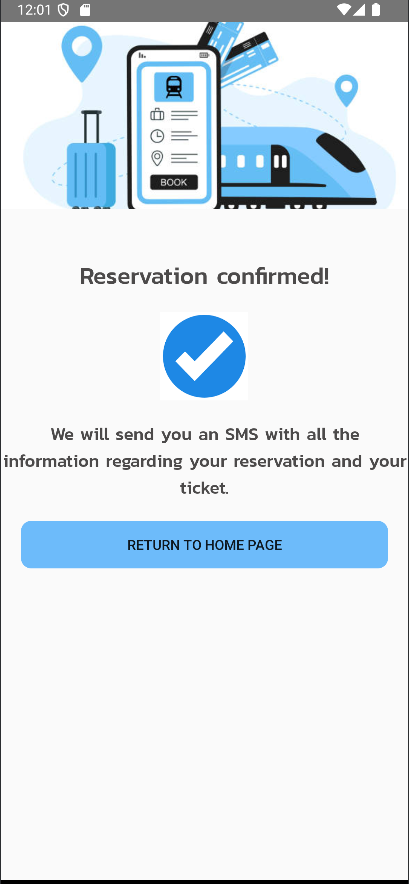 12:01
BOOK
Reservation confirmed!
We will send you an SMS with all the
information regarding your reservation and your
ticket.
RETURN TO HOME PAGE